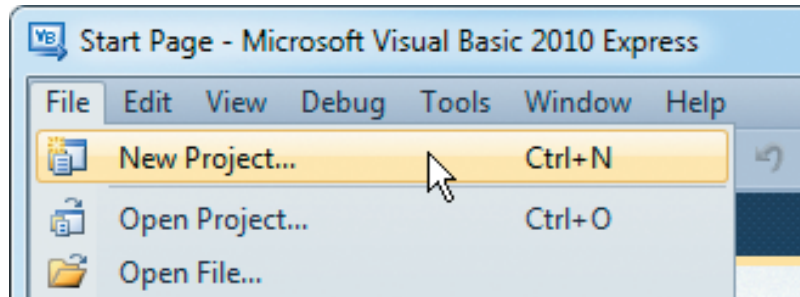 VB Start Page - Microsoft Visual Basic 2010 Express
File Edit View Debug Tools Window Help
New Project... Ctrl+N
Open Project... Ctrl+O
Open File...